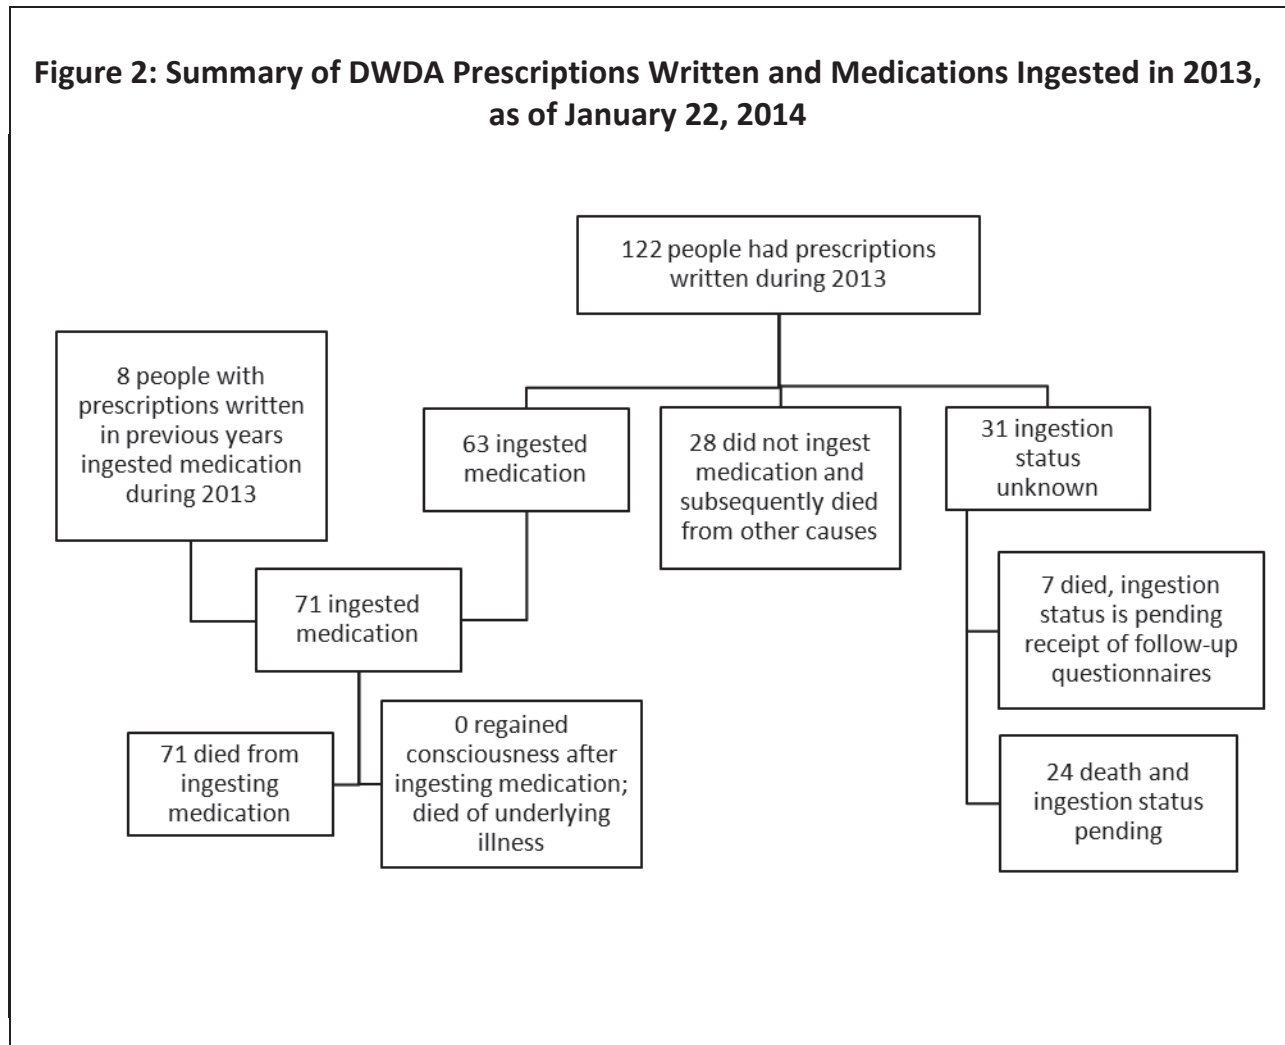 Figure 2: Summary of DWDA Prescriptions Written and Medications Ingested in 2013,
as of January 22, 2014
122 people had prescriptions
written during 2013
8 people with
prescriptions written
in previous years
ingested medication
during 2013
63 ingested
medication
28 did not ingest
medication and
subsequently died
from other causes
31 ingestion
status
unknown
71 ingested
medication
7 died, ingestion
status is pending
receipt of follow-up
questionnaires
71 died from
ingesting
medication
0 regained
consciousness after
ingesting medication;
died of underlying
illness
24 death and
ingestion status
pending